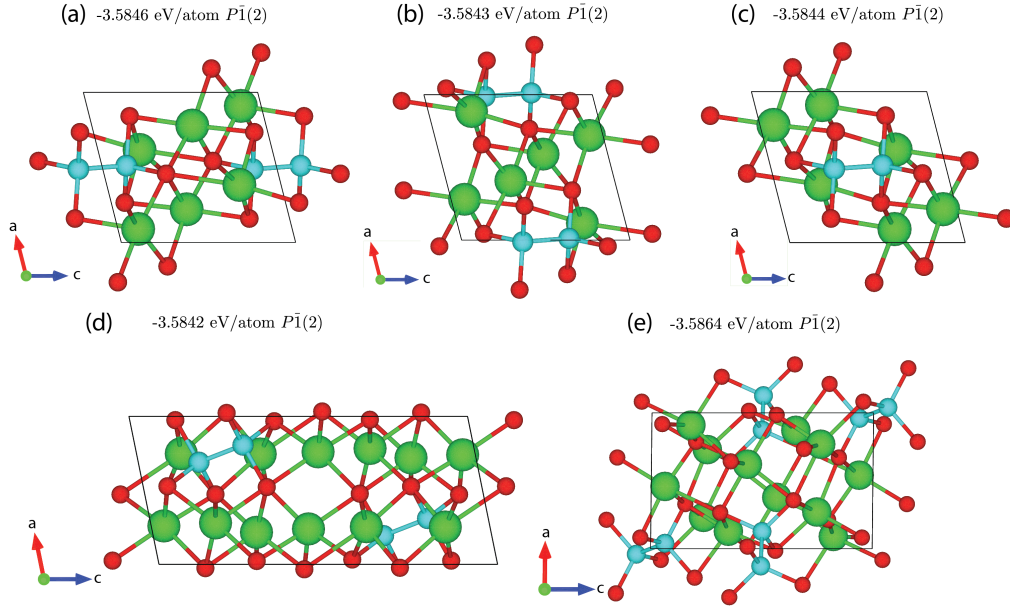 (a)
-3.5846 eV/atom P1̄(2)
(b)
-3.5843 eV/atom P1̄(2)
(c)
-3.5844 eV/atom P1̄(2)
a
c
a
c
a
c
(d)
-3.5842 eV/atom P1̄(2)
(e)
-3.5864 eV/atom P1̄(2)
a
c
a
c